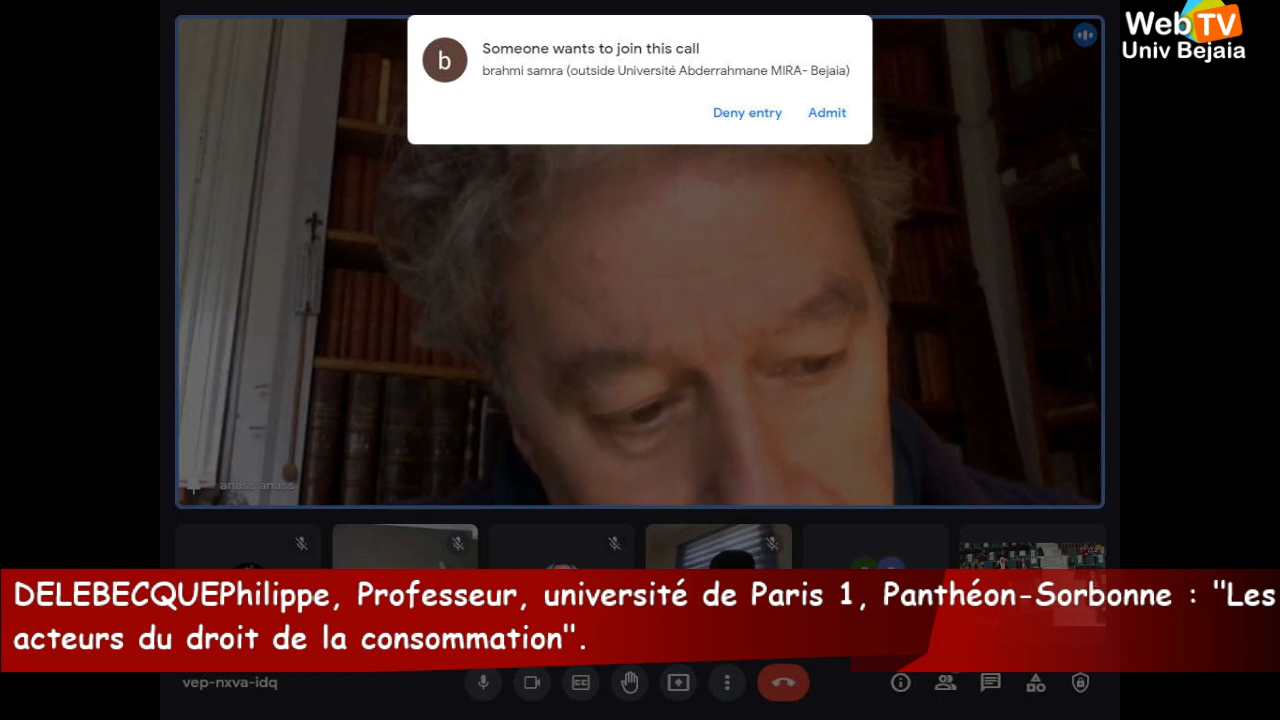 Web TV
Univ Bejaia
b
Someone wants to join this call
brahmi samra (outside Université Abderrahmane MIRA- Bejaia)
Deny entry Admit
anass anass
DELEBECQUEPhilippe, Professeur, université de Paris 1, Panthéon-Sorbonne : "Les
acteurs du droit de la consommation".
vep-nxva-idq